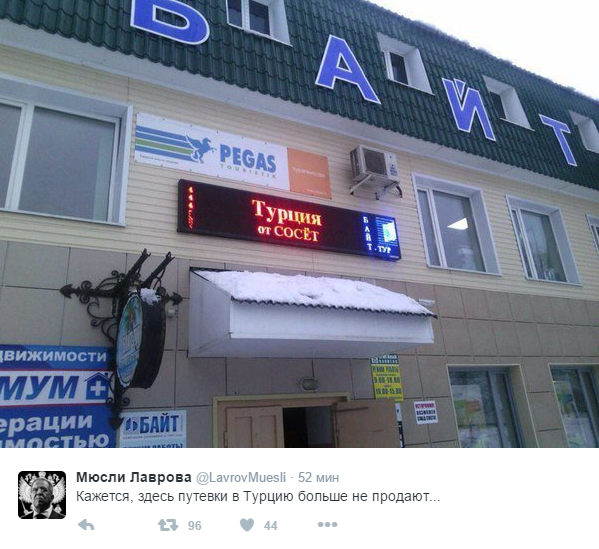 БАЙТ
PEGAS
TOURISTIK
Турция
от СОСЁТ
БАЙТ-ТУР
ДВИЖИМОСТИ
МУМ
ерации
имостью
БАЙТ
Мюсли Лаврова @LavrovMuesli · 52 мин
Кажется, здесь путевки в Турцию больше не продают...
96 44